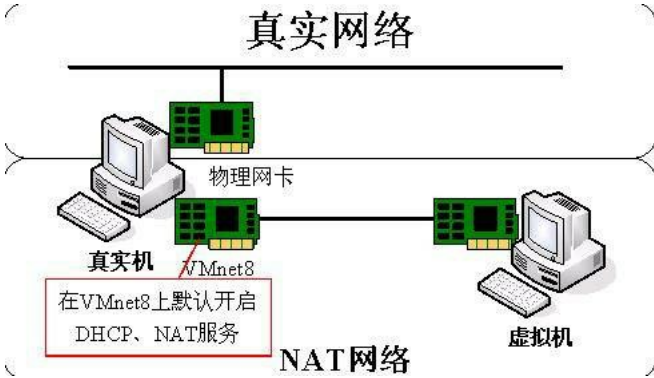 真实网络
物理网卡
真实机
VMnet8
在VMnet8上默认开启
DHCP、NAT服务
虚拟机
NAT网络